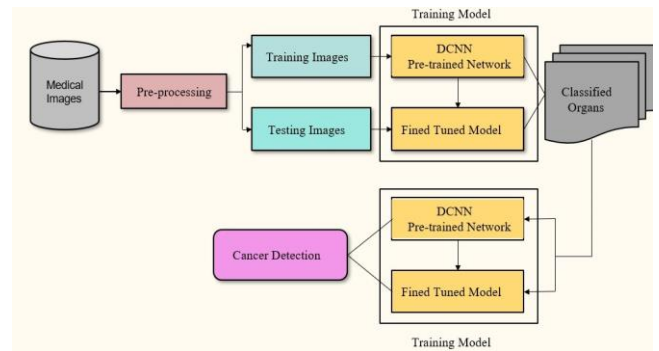 Training Model
Medical
Images
Pre-processing
Training Images
Testing Images
DCNN
Pre-trained Network
Fined Tuned Model
Classified
Organs
DCNN
Pre-trained Network
Cancer Detection
Fined Tuned Model
Training Model